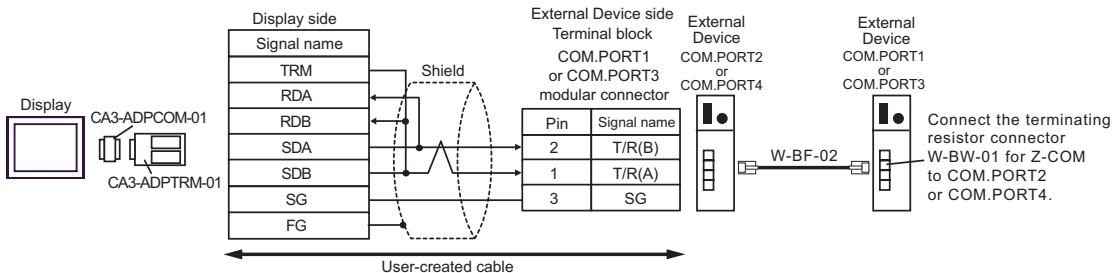 Display
CA3-ADPCOM-01
CA3-ADPTRM-01
Display side
Signal name
TRM
RDA
RDB
SDA
SDB
SG
FG
Shield
User-created cable
External Device side
Terminal block
COM.PORT1
or COM.PORT3
modular connector
Pin Signal name
2 T/R(B)
1 T/R(A)
3 SG
External
Device
COM.PORT2
or
COM.PORT4
W-BF-02
External
Device
COM.PORT1
or
COM.PORT3
Connect the terminating
resistor connector
W-BW-01 for Z-COM
to COM.PORT2
or COM.PORT4.